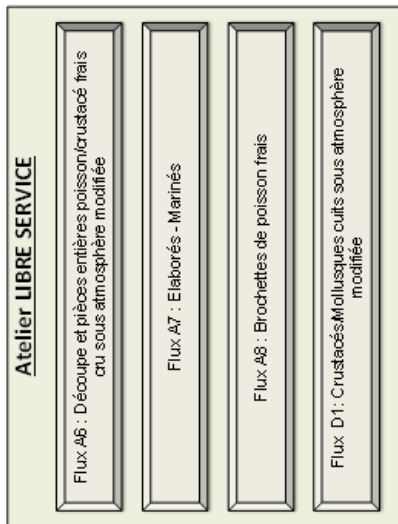 Atelier LIBRE SERVICE
Flux A6 : Découpe et pièces entières poisson/crustacé frais
cru sous atmosphère modifiée
Flux A7 : Elaborés - Marinés
Flux A8 : Brochettes de poisson frais
Flux D1: Crustacés.Mollusques cuits sous atmosphère
modifiée